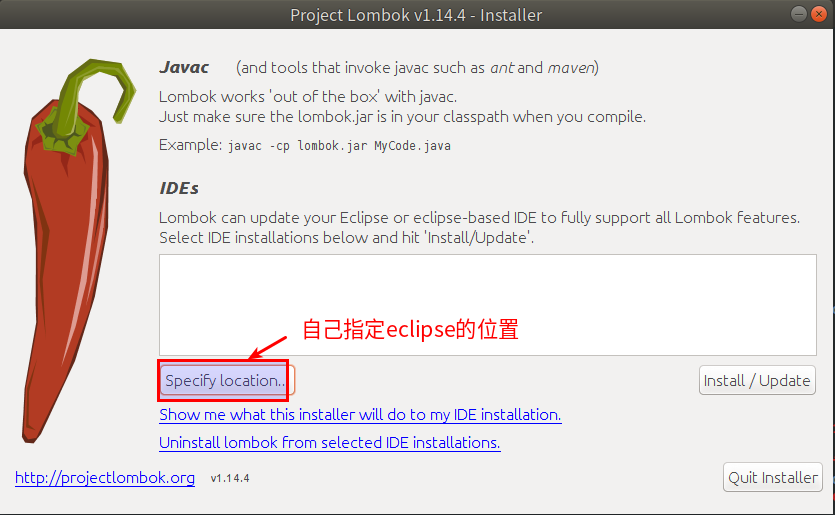 Project Lombok v1.14.4 - Installer
Javac (and tools that invoke javac such as ant and maven)
Lombok works 'out of the box' with javac.
Just make sure the lombok.jar is in your classpath when you compile.
Example: javac -cp lombok.jar MyCode.java
IDEs
Lombok can update your Eclipse or eclipse-based IDE to fully support all Lombok features.
Select IDE installations below and hit 'Install/Update'.
自己指定eclipse的位置
Specify location...
Install / Update
Show me what this installer will do to my IDE installation.
Uninstall lombok from selected IDE installations.
http://projectlombok.org v1.14.4
Quit Installer